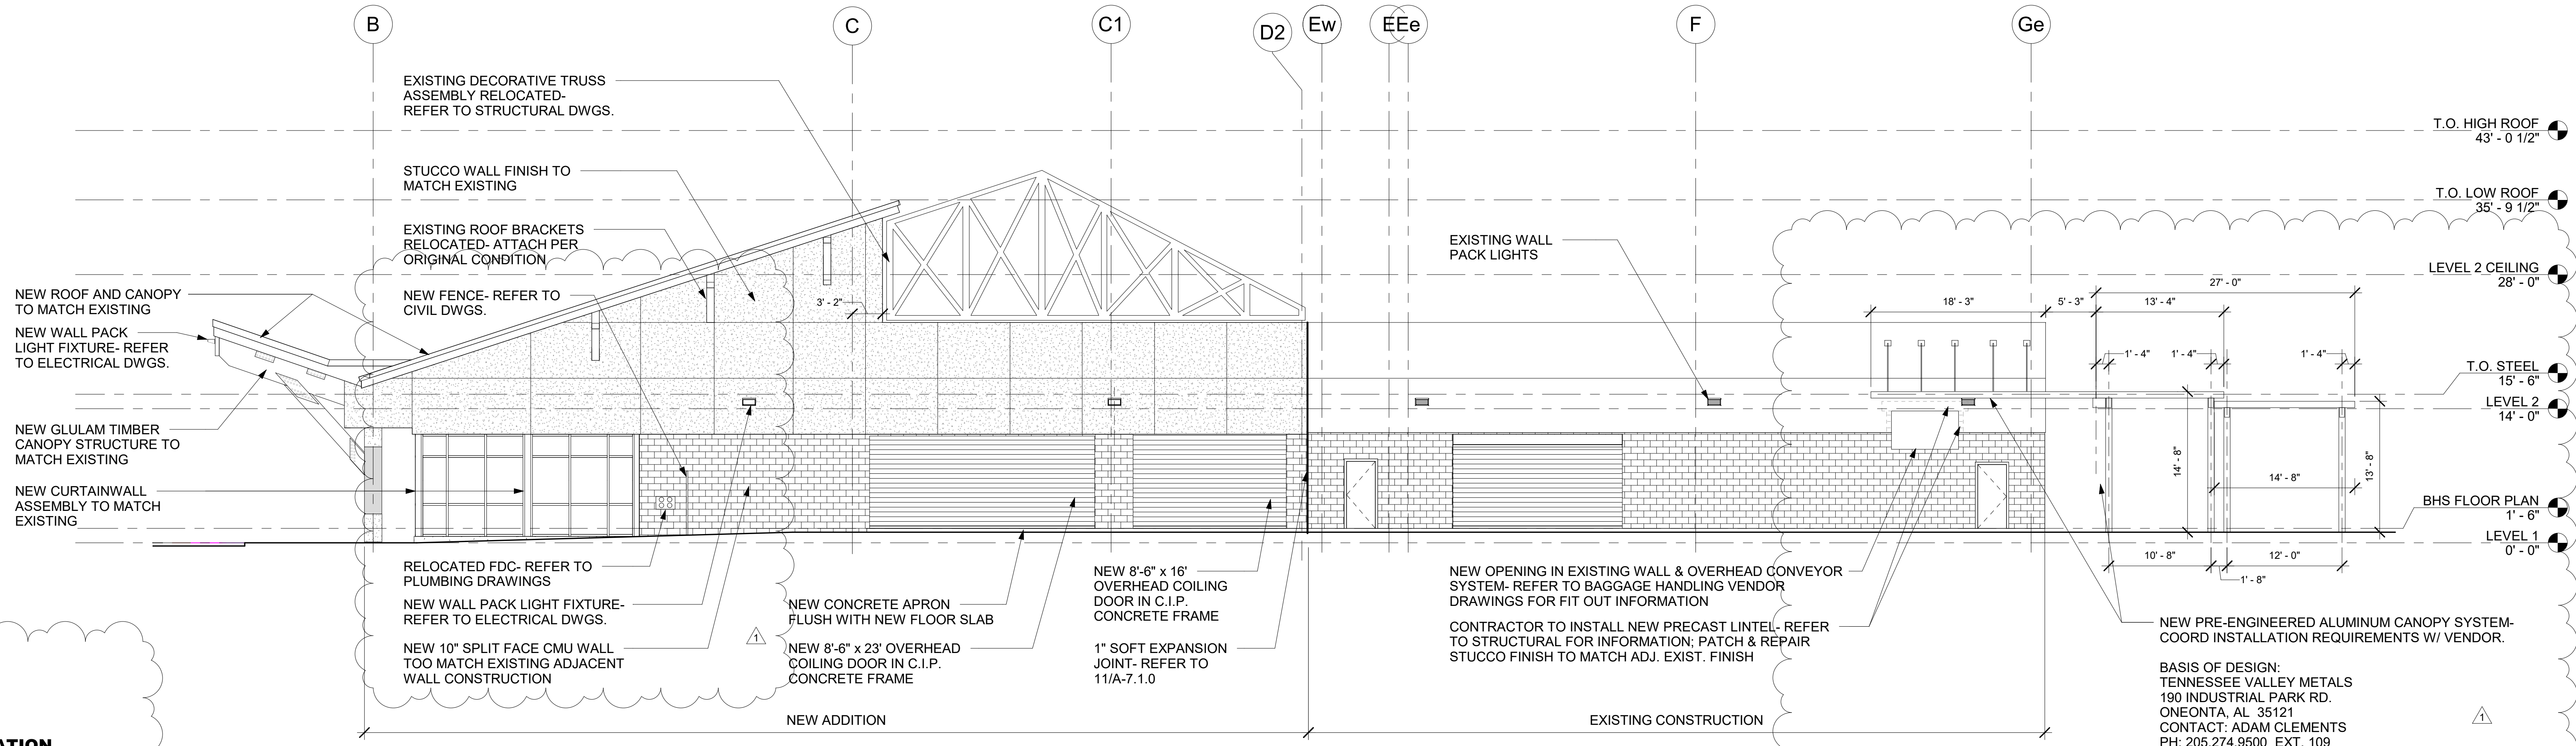 B
C
C1
D2
Ew
E
Ee
F
Ge
EXISTING DECORATIVE TRUSS
ASSEMBLY RELOCATED-
REFER TO STRUCTURAL DWGS.
STUCCO WALL FINISH TO
MATCH EXISTING
EXISTING ROOF BRACKETS
RELOCATED- ATTACH PER
ORIGINAL CONDITION
NEW FENCE- REFER TO
CIVIL DWGS.
NEW ROOF AND CANOPY
TO MATCH EXISTING
NEW WALL PACK
LIGHT FIXTURE- REFER
TO ELECTRICAL DWGS.
NEW GLULAM TIMBER
CANOPY STRUCTURE TO
MATCH EXISTING
NEW CURTAINWALL
ASSEMBLY TO MATCH
EXISTING
3' - 2"
EXISTING WALL
PACK LIGHTS
T.O. HIGH ROOF
43' - 0 1/2"
T.O. LOW ROOF
35' - 9 1/2"
LEVEL 2 CEILING
28' - 0"
T.O. STEEL
15' - 6"
LEVEL 2
14' - 0"
BHS FLOOR PLAN
1' - 6"
LEVEL 1
0' - 0"
27' - 0"
18' - 3"
5' - 3"
13' - 4"
1' - 4"
1' - 4"
1' - 4"
14' - 8"
14' - 8"
13' - 8"
10' - 8"
12' - 0"
1' - 8"
RELOCATED FDC- REFER TO
PLUMBING DRAWINGS
NEW WALL PACK LIGHT FIXTURE-
REFER TO ELECTRICAL DWGS.
NEW 10" SPLIT FACE CMU WALL
TOO MATCH EXISTING ADJACENT
WALL CONSTRUCTION
1
NEW CONCRETE APRON
FLUSH WITH NEW FLOOR SLAB
NEW 8'-6" x 23' OVERHEAD
COILING DOOR IN C.I.P.
CONCRETE FRAME
NEW 8'-6" x 16'
OVERHEAD COILING
DOOR IN C.I.P.
CONCRETE FRAME
1" SOFT EXPANSION
JOINT- REFER TO
11/A-7.1.0
NEW OPENING IN EXISTING WALL & OVERHEAD CONVEYOR
SYSTEM- REFER TO BAGGAGE HANDLING VENDOR
DRAWINGS FOR FIT OUT INFORMATION
CONTRACTOR TO INSTALL NEW PRECAST LINTEL- REFER
TO STRUCTURAL FOR INFORMATION; PATCH & REPAIR
STUCCO FINISH TO MATCH ADJ. EXIST. FINISH
NEW PRE-ENGINEERED ALUMINUM CANOPY SYSTEM-
COORD INSTALLATION REQUIREMENTS W/ VENDOR.
BASIS OF DESIGN:
TENNESSEE VALLEY METALS
190 INDUSTRIAL PARK RD.
ONEONTA, AL 35121
CONTACT: ADAM CLEMENTS
PH: 205.274.9500 EXT. 109
1
NEW ADDITION
EXISTING CONSTRUCTION
ATION